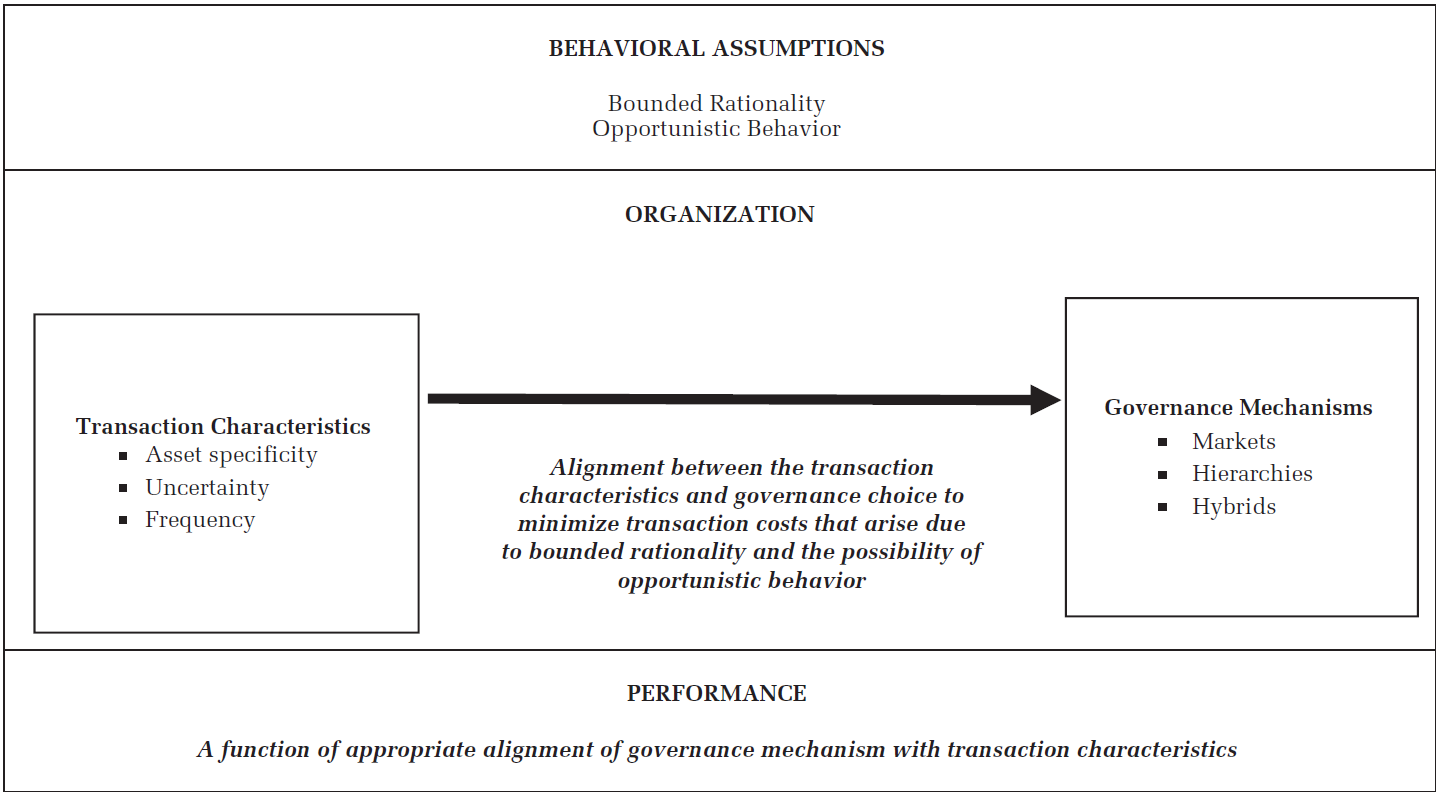 BEHAVIORAL ASSUMPTIONS
Bounded Rationality
Opportunistic Behavior
ORGANIZATION
Transaction Characteristics
▪ Asset specificity
▪ Uncertainty
▪ Frequency
Alignment between the transaction
characteristics and governance choice to
minimize transaction costs that arise due
to bounded rationality and the possibility of
opportunistic behavior
Governance Mechanisms
▪ Markets
▪ Hierarchies
▪ Hybrids
PERFORMANCE
A function of appropriate alignment of governance mechanism with transaction characteristics